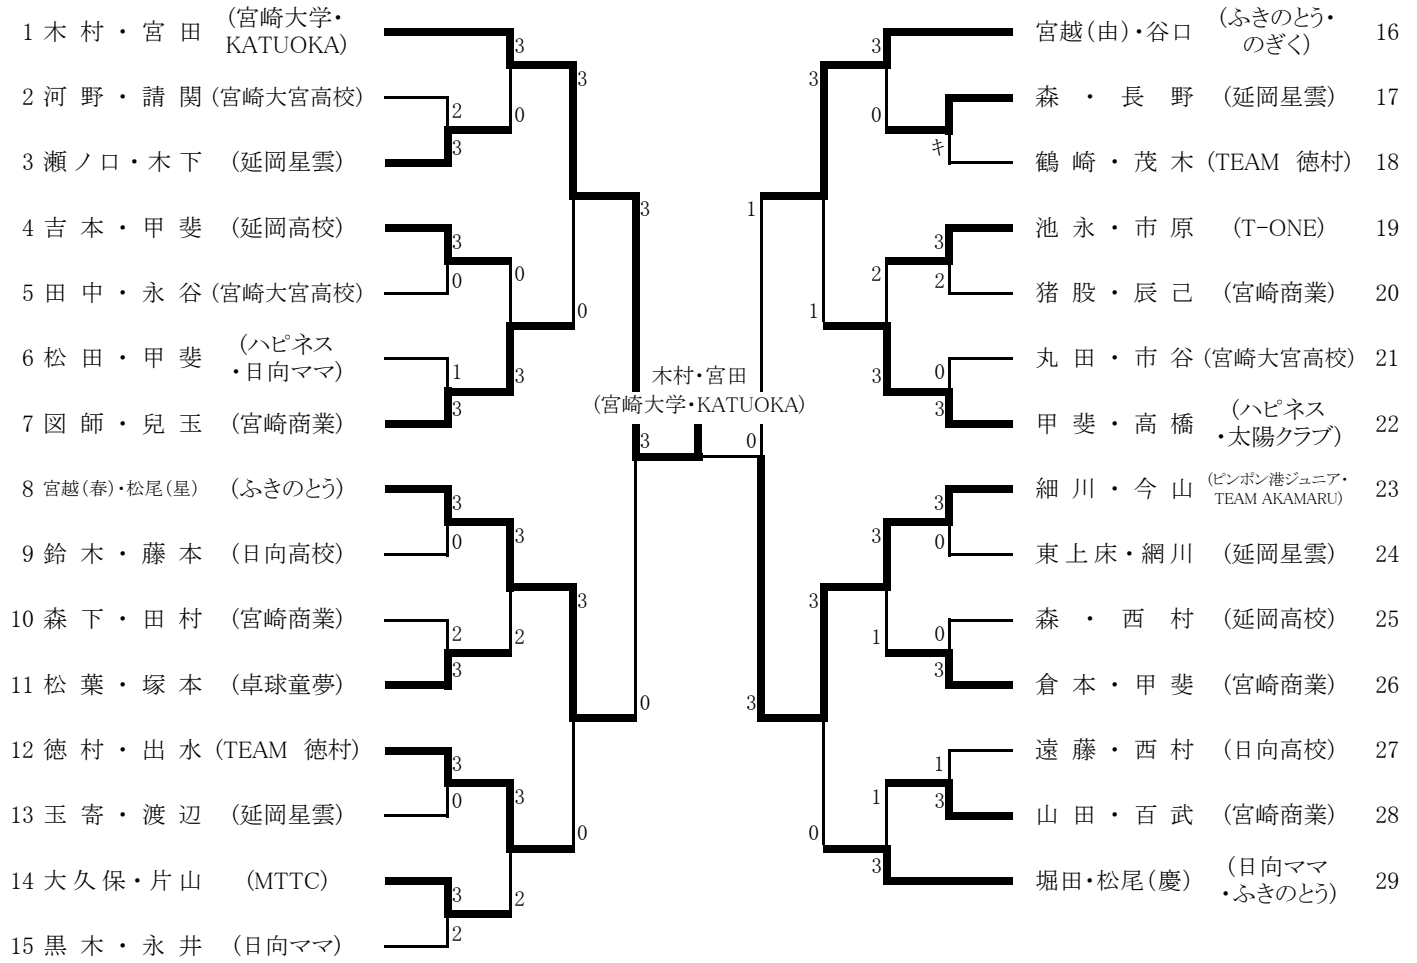 1 木 村 ・ 宮 田 (宮崎大学・
KATUOKA)
2 河 野 ・ 請 関 (宮崎大宮高校)
3 瀬 ノ 口 ・ 木 下 (延岡星雲)
4 吉 本 ・ 甲 斐 (延岡高校)
5 田 中 ・ 永 谷 (宮崎大宮高校)
6 松 田 ・ 甲 斐 (ハピネス
・日向ママ)
7 図 師 ・ 兒 玉 (宮崎商業)
8 宮越(春)・松尾(星) (ふきのとう)
9 鈴 木 ・ 藤 本 (日向高校)
10 森 下 ・ 田 村 (宮崎商業)
11 松 葉 ・ 塚 本 (卓球童夢)
12 徳 村 ・ 出 水 (TEAM 徳村)
13 玉 寄 ・ 渡 辺 (延岡星雲)
14 大 久 保 ・ 片 山 (MTTC)
15 黒 木 ・ 永 井 (日向ママ)
3
0
2
3
3
0
0
3
1
3
3
0
3
0
3
0
3
2
2
3
3
0
3
3
2
2
3
0
0
3
木村・宮田
(宮崎大学・KATUOKA)
0
1
3
3
3
0
キ
1
2
3
2
3
0
3
3
3
3
0
1
0
3
0
1
1
3
3
宮越(由)・谷口 (ふきのとう・
のぎく) 16
森 ・ 長 野 (延岡星雲) 17
鶴 崎 ・ 茂 木 (TEAM 徳村) 18
池 永 ・ 市 原 (T-ONE) 19
猪 股 ・ 辰 己 (宮崎商業) 20
丸 田 ・ 市 谷 (宮崎大宮高校) 21
甲 斐 ・ 高 橋 (ハピネス
・太陽クラブ) 22
細 川 ・ 今 山 (ピンポン港ジュニア・
TEAM AKAMARU) 23
東 上 床 ・ 網 川 (延岡星雲) 24
森 ・ 西 村 (延岡高校) 25
倉 本 ・ 甲 斐 (宮崎商業) 26
遠 藤 ・ 西 村 (日向高校) 27
山 田 ・ 百 武 (宮崎商業) 28
堀田・松尾(慶) (日向ママ
・ふきのとう) 29